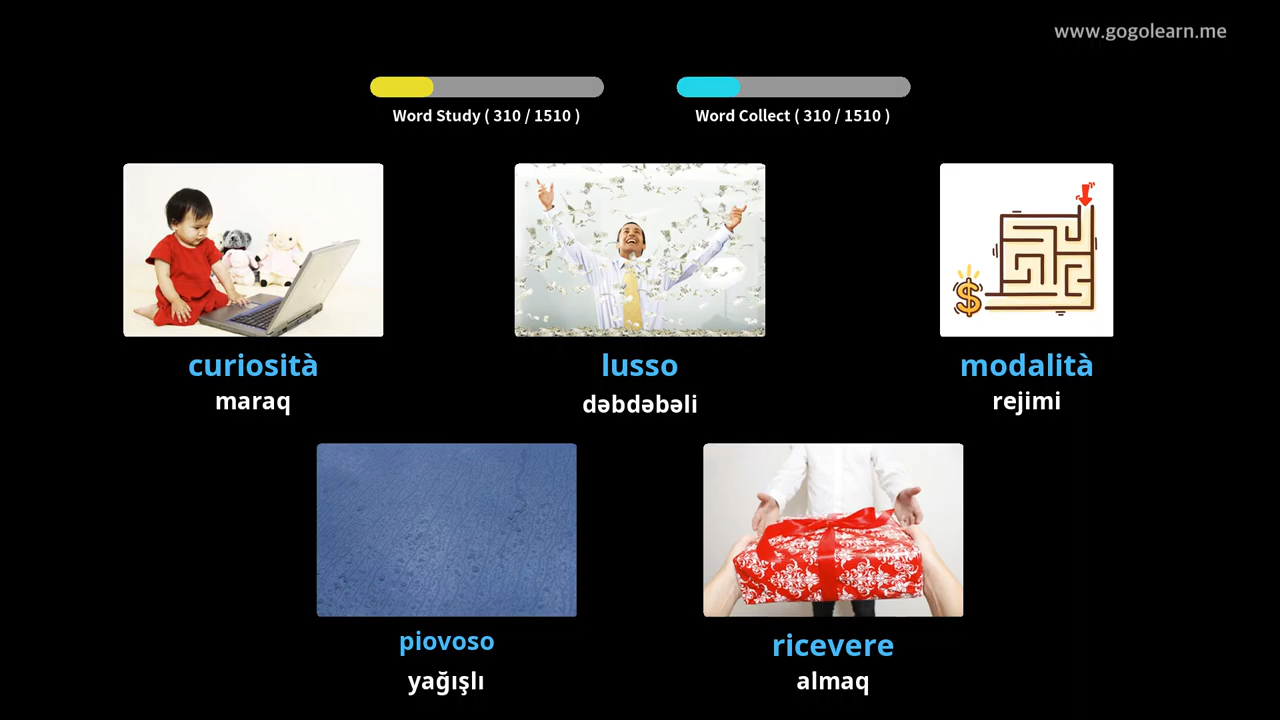 www.gogolearn.me
Word Study ( 310 / 1510 )
Word Collect ( 310 / 1510 )
curiosità
maraq
lusso
dəbdəbəli
modalità
rejimi
piovoso
yağışlı
ricevere
almaq